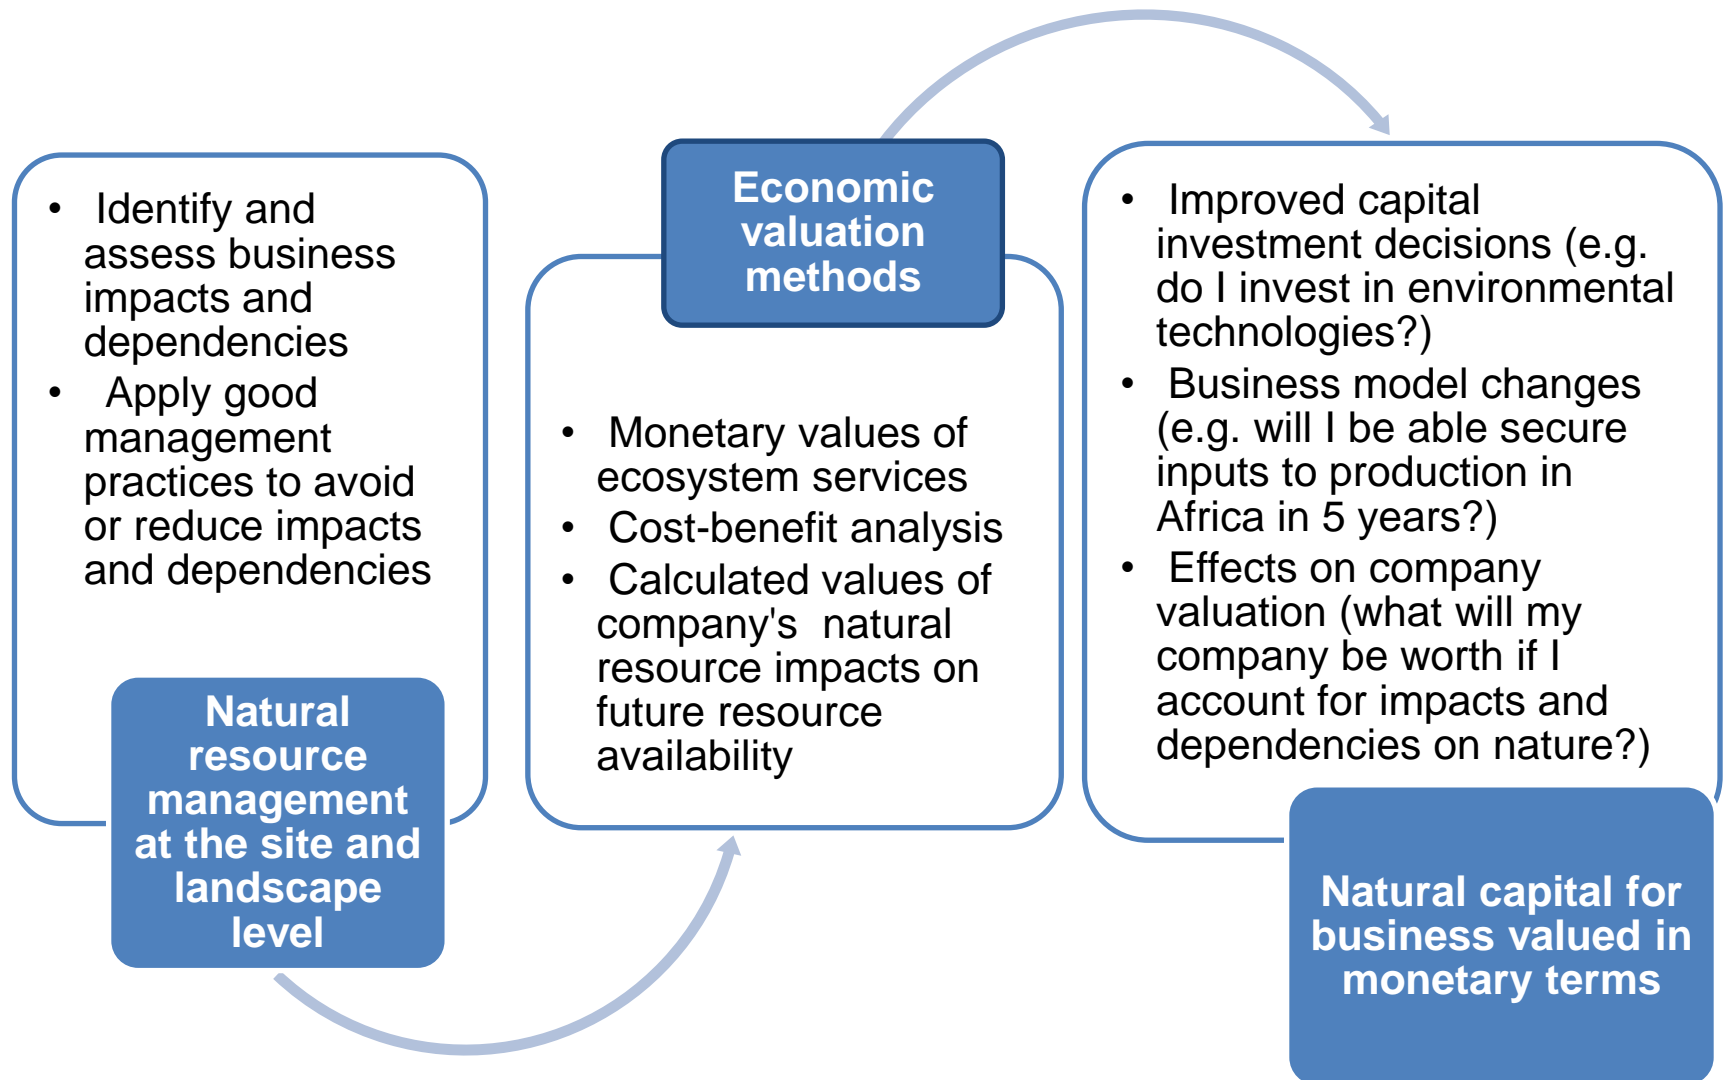 • Identify and
assess business
impacts and
dependencies
• Apply good
management
practices to avoid
or reduce impacts
and dependencies
Natural
resource
management
at the site and
landscape
level
Economic
valuation
methods
• Monetary values of
ecosystem services
• Cost-benefit analysis
• Calculated values of
company's natural
resource impacts on
future resource
availability
• Improved capital
investment decisions (e.g.
do I invest in environmental
technologies?)
• Business model changes
(e.g. will I be able secure
inputs to production in
Africa in 5 years?)
• Effects on company
valuation (what will my
company be worth if I
account for impacts and
dependencies on nature?)
Natural capital for
business valued in
monetary terms